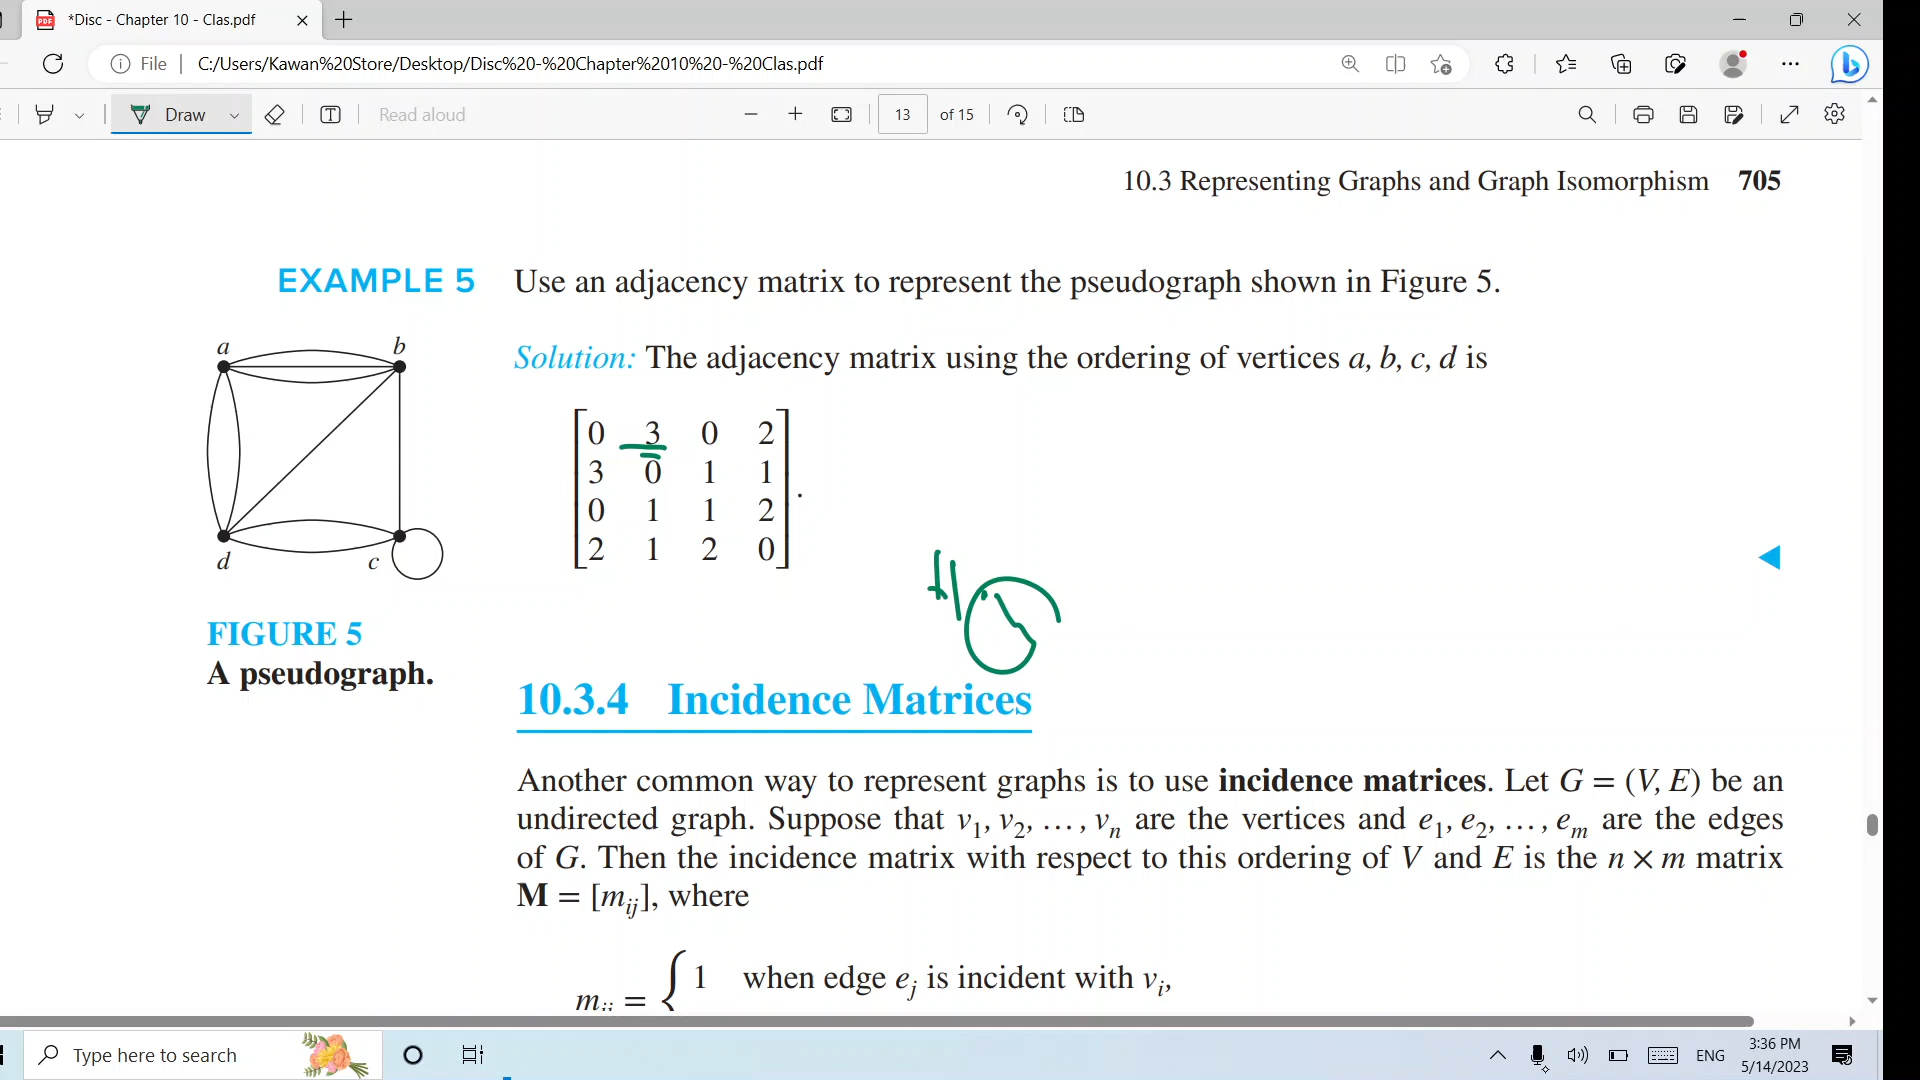 *Disc - Chapter 10 - Clas.pdf
File
C:/Users/Kawan%20Store/Desktop/Disc%20-%20Chapter%2010%20-%20Clas.pdf
Draw
Read aloud
13 of 15
10.3 Representing Graphs and Graph Isomorphism 705
EXAMPLE 5 Use an adjacency matrix to represent the pseudograph shown in Figure 5.
Solution: The adjacency matrix using the ordering of vertices a, b, c, d is
a b
d c
0 3 0 2
3 0 1 1
0 1 1 2
2 1 2 0
.
FIGURE 5
A pseudograph.
10.3.4 Incidence Matrices
Another common way to represent graphs is to use incidence matrices. Let G = (V, E) be an
undirected graph. Suppose that v₁, v₂, … , vₙ are the vertices and e₁, e₂, … , eₘ are the edges
of G. Then the incidence matrix with respect to this ordering of V and E is the n × m matrix
M = [mᵢⱼ], where
mᵢⱼ = { 1 when edge eⱼ is incident with vᵢ,
Type here to search
ENG
3:36 PM
5/14/2023